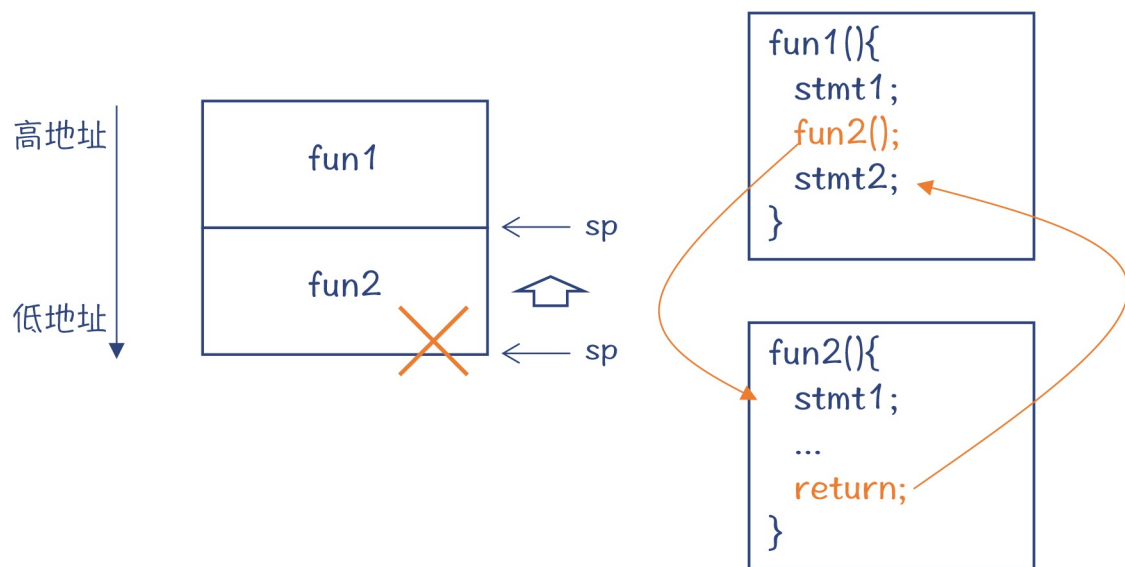 高地址
低地址
fun1
sp
fun2
sp
fun1(){
stmt1;
fun2();
stmt2;
}
fun2(){
stmt1;
...
return;
}